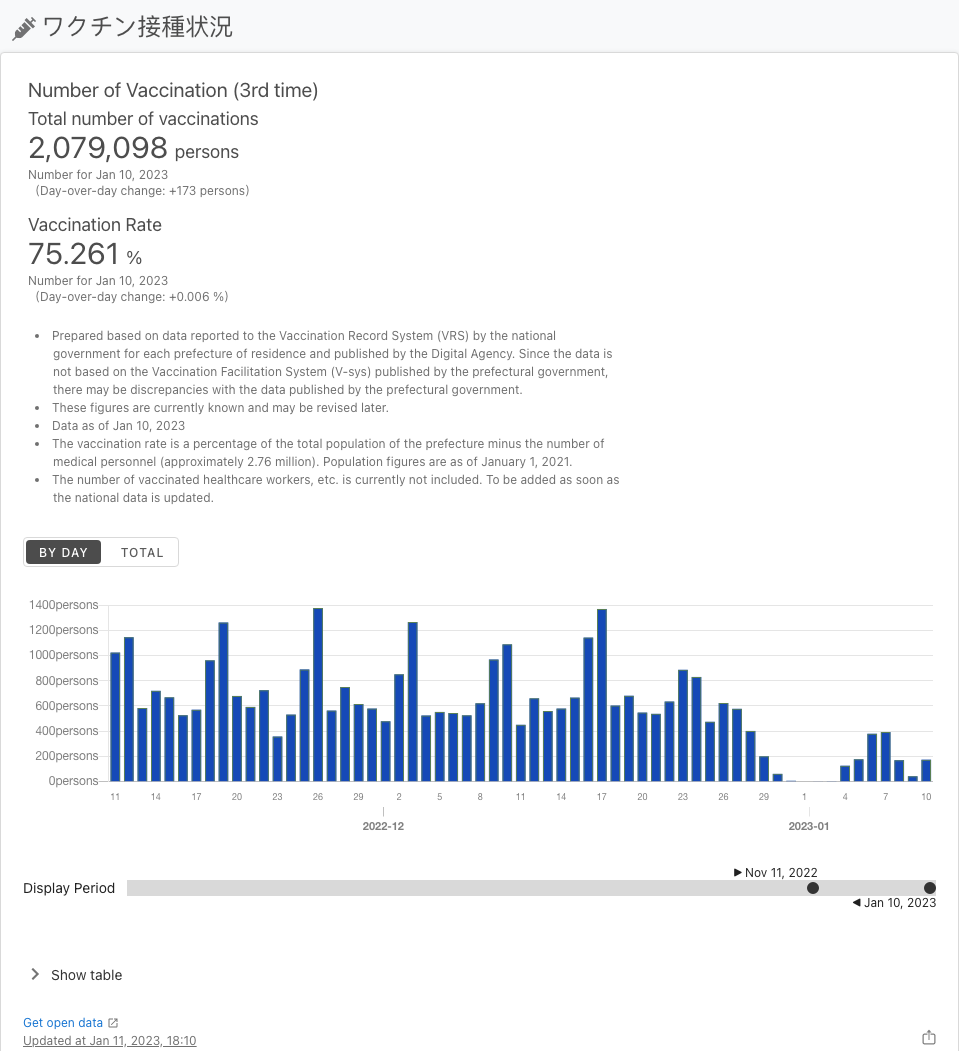 ワクチン接種状況
Number of Vaccination (3rd time)
Total number of vaccinations
2,079,098 persons
Number for Jan 10, 2023
(Day-over-day change: +173 persons)
Vaccination Rate
75.261 %
Number for Jan 10, 2023
(Day-over-day change: +0.006 %)
• Prepared based on data reported to the Vaccination Record System (VRS) by the national
government for each prefecture of residence and published by the Digital Agency. Since the data is
not based on the Vaccination Facilitation System (V-sys) published by the prefectural government,
there may be discrepancies with the data published by the prefectural government.
• These figures are currently known and may be revised later.
• Data as of Jan 10, 2023
• The vaccination rate is a percentage of the total population of the prefecture minus the number of
medical personnel (approximately 2.76 million). Population figures are as of January 1, 2021.
• The number of vaccinated healthcare workers, etc. is currently not included. To be added as soon as
the national data is updated.
BY DAY TOTAL
1400persons
1200persons
1000persons
800persons
600persons
400persons
200persons
0persons
11 14 17 20 23 26 29 2 5 8 11 14 17 20 23 26 29 1 4 7 10
2022-12 2023-01
Nov 11, 2022
Display Period
Jan 10, 2023
Show table
Get open data
Updated at Jan 11, 2023, 18:10